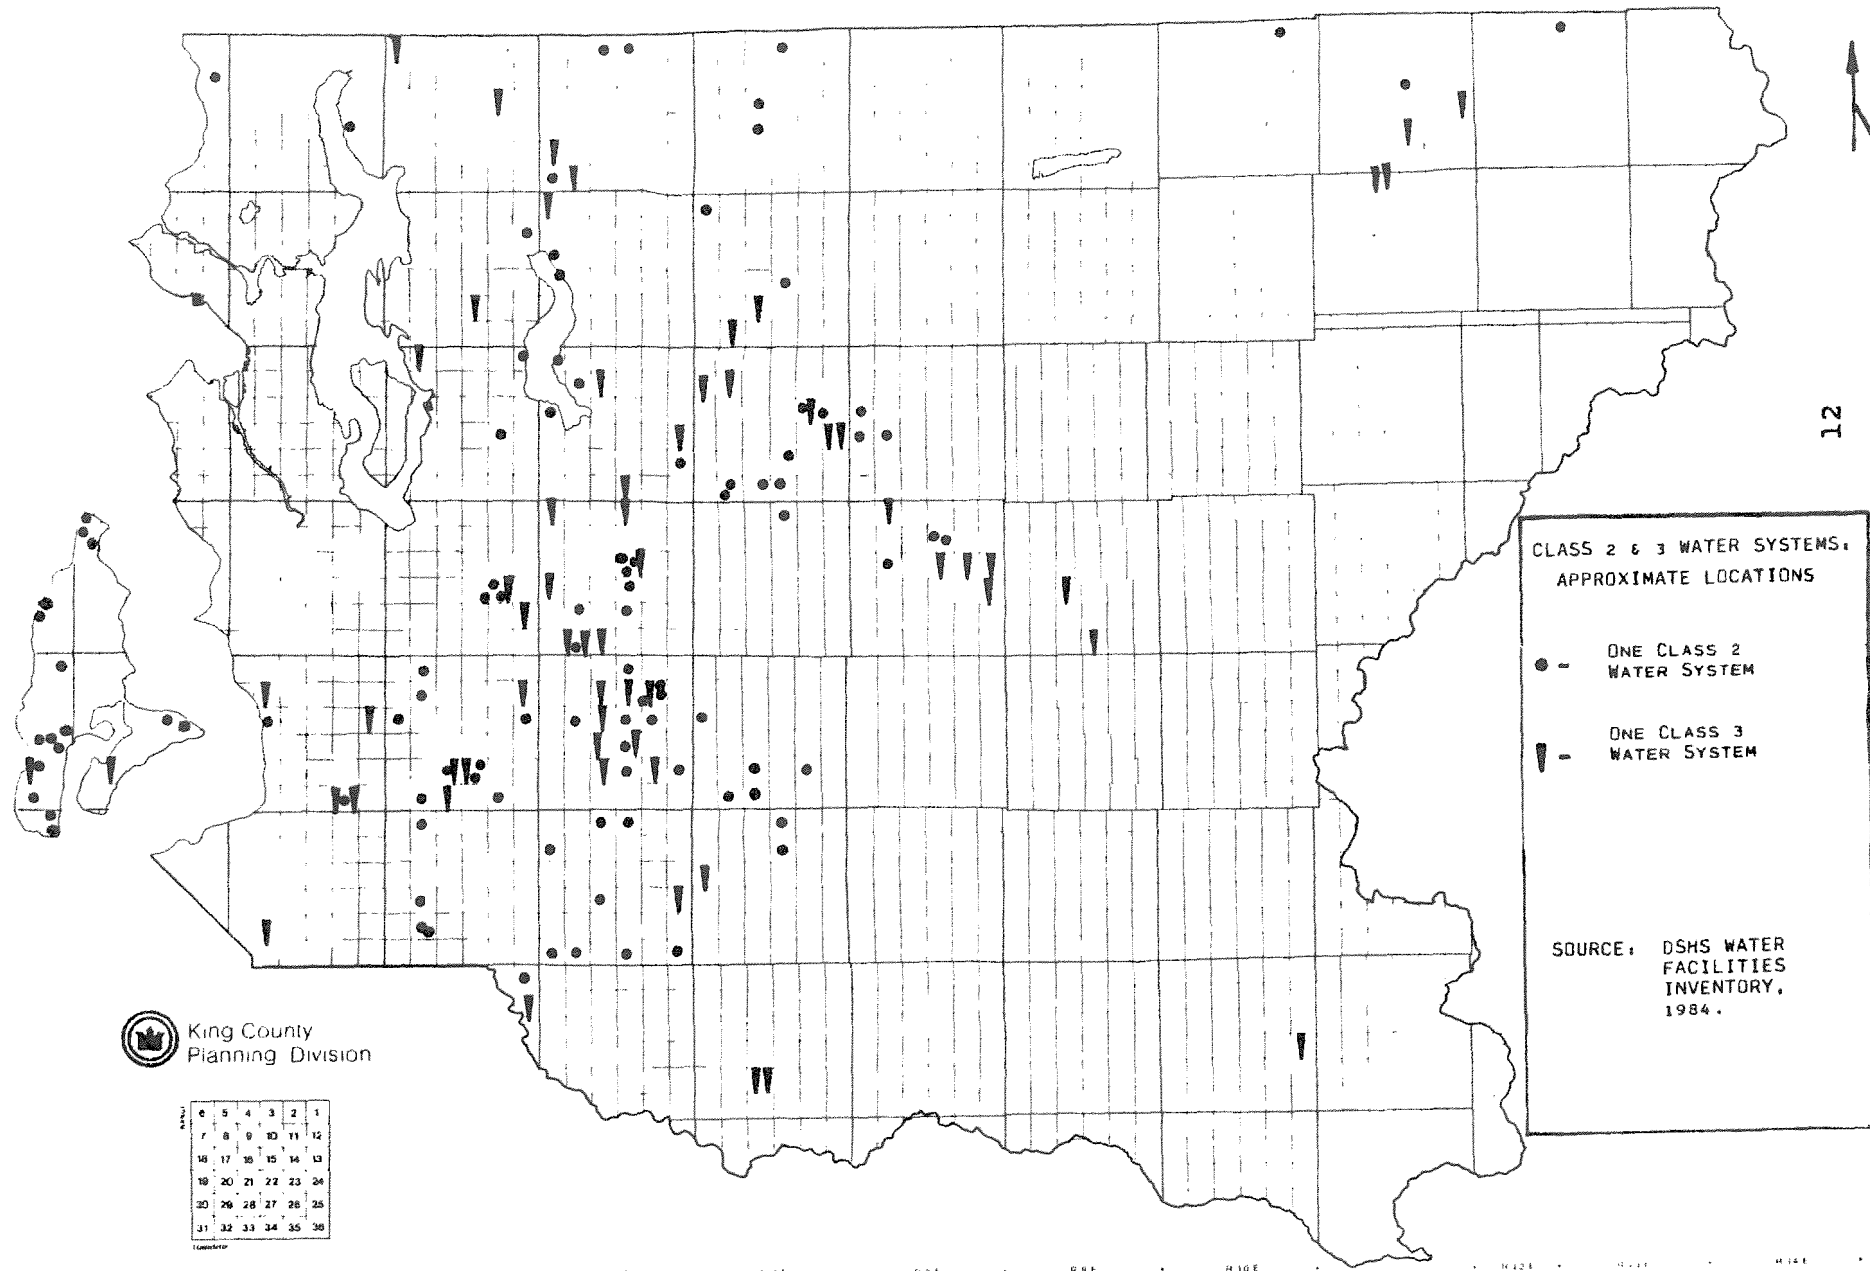 12
CLASS 2 & 3 WATER SYSTEMS:
APPROXIMATE LOCATIONS
● - ONE CLASS 2
WATER SYSTEM
▼ - ONE CLASS 3
WATER SYSTEM
SOURCE: DSHS WATER
FACILITIES
INVENTORY,
1984.
King County
Planning Division
6 5 4 3 2 1
7 8 9 10 11 12
18 17 16 15 14 13
19 20 21 22 23 24
30 29 28 27 26 25
31 32 33 34 35 36
R 10 E
R 12 E
R 14 E